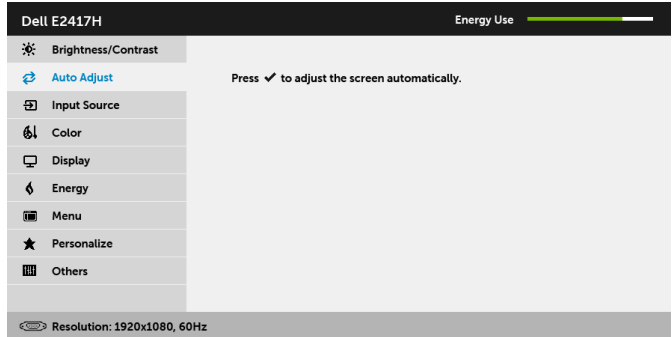 Dell E2417H
Energy Use
Brightness/Contrast
Auto Adjust
Press ✔ to adjust the screen automatically.
Input Source
Color
Display
Energy
Menu
Personalize
Others
Resolution: 1920x1080, 60Hz